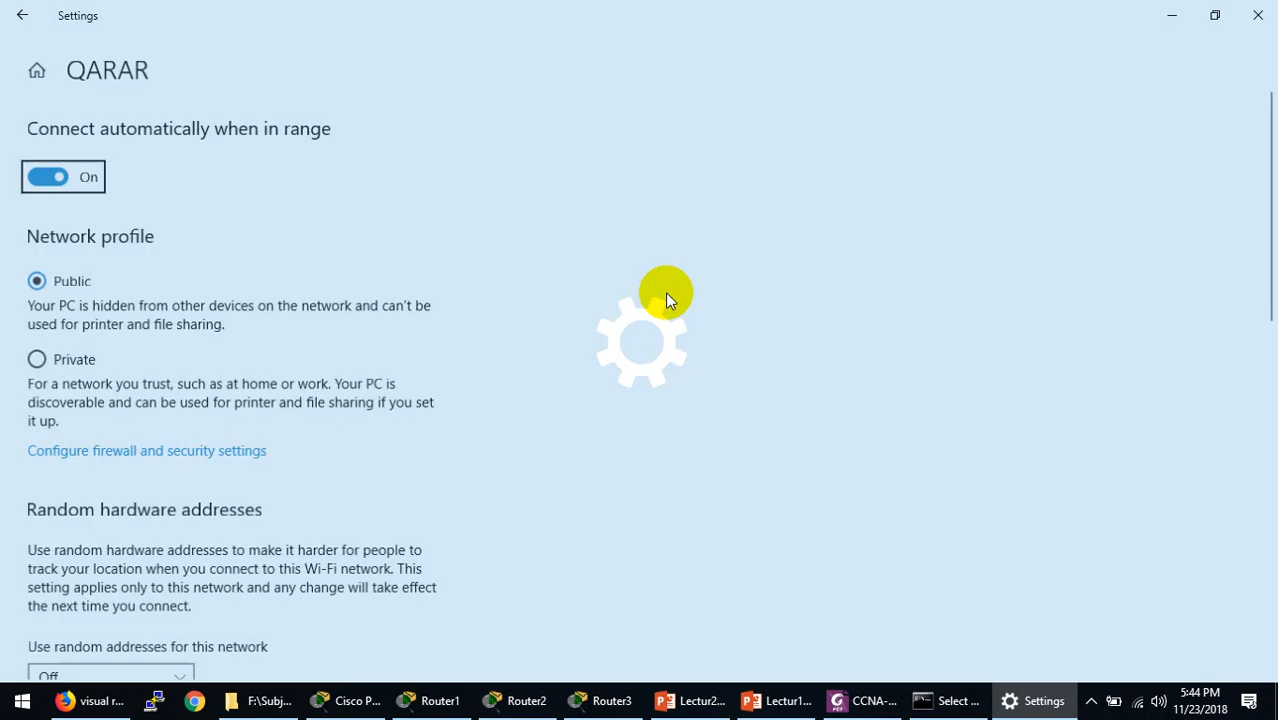 Settings
QARAR
Connect automatically when in range
On
Network profile
Public
Your PC is hidden from other devices on the network and can't be
used for printer and file sharing.
Private
For a network you trust, such as at home or work. Your PC is
discoverable and can be used for printer and file sharing if you set
it up.
Configure firewall and security settings
Random hardware addresses
Use random hardware addresses to make it harder for people to
track your location when you connect to this Wi-Fi network. This
setting applies only to this network and any change will take effect
the next time you connect.
Use random addresses for this network
Off
visual r...
F:\Subj...
Cisco P...
Router1
Router2
Router3
Lectur2...
Lectur1...
CCNA-...
Select ...
Settings
5:44 PM
11/23/2018